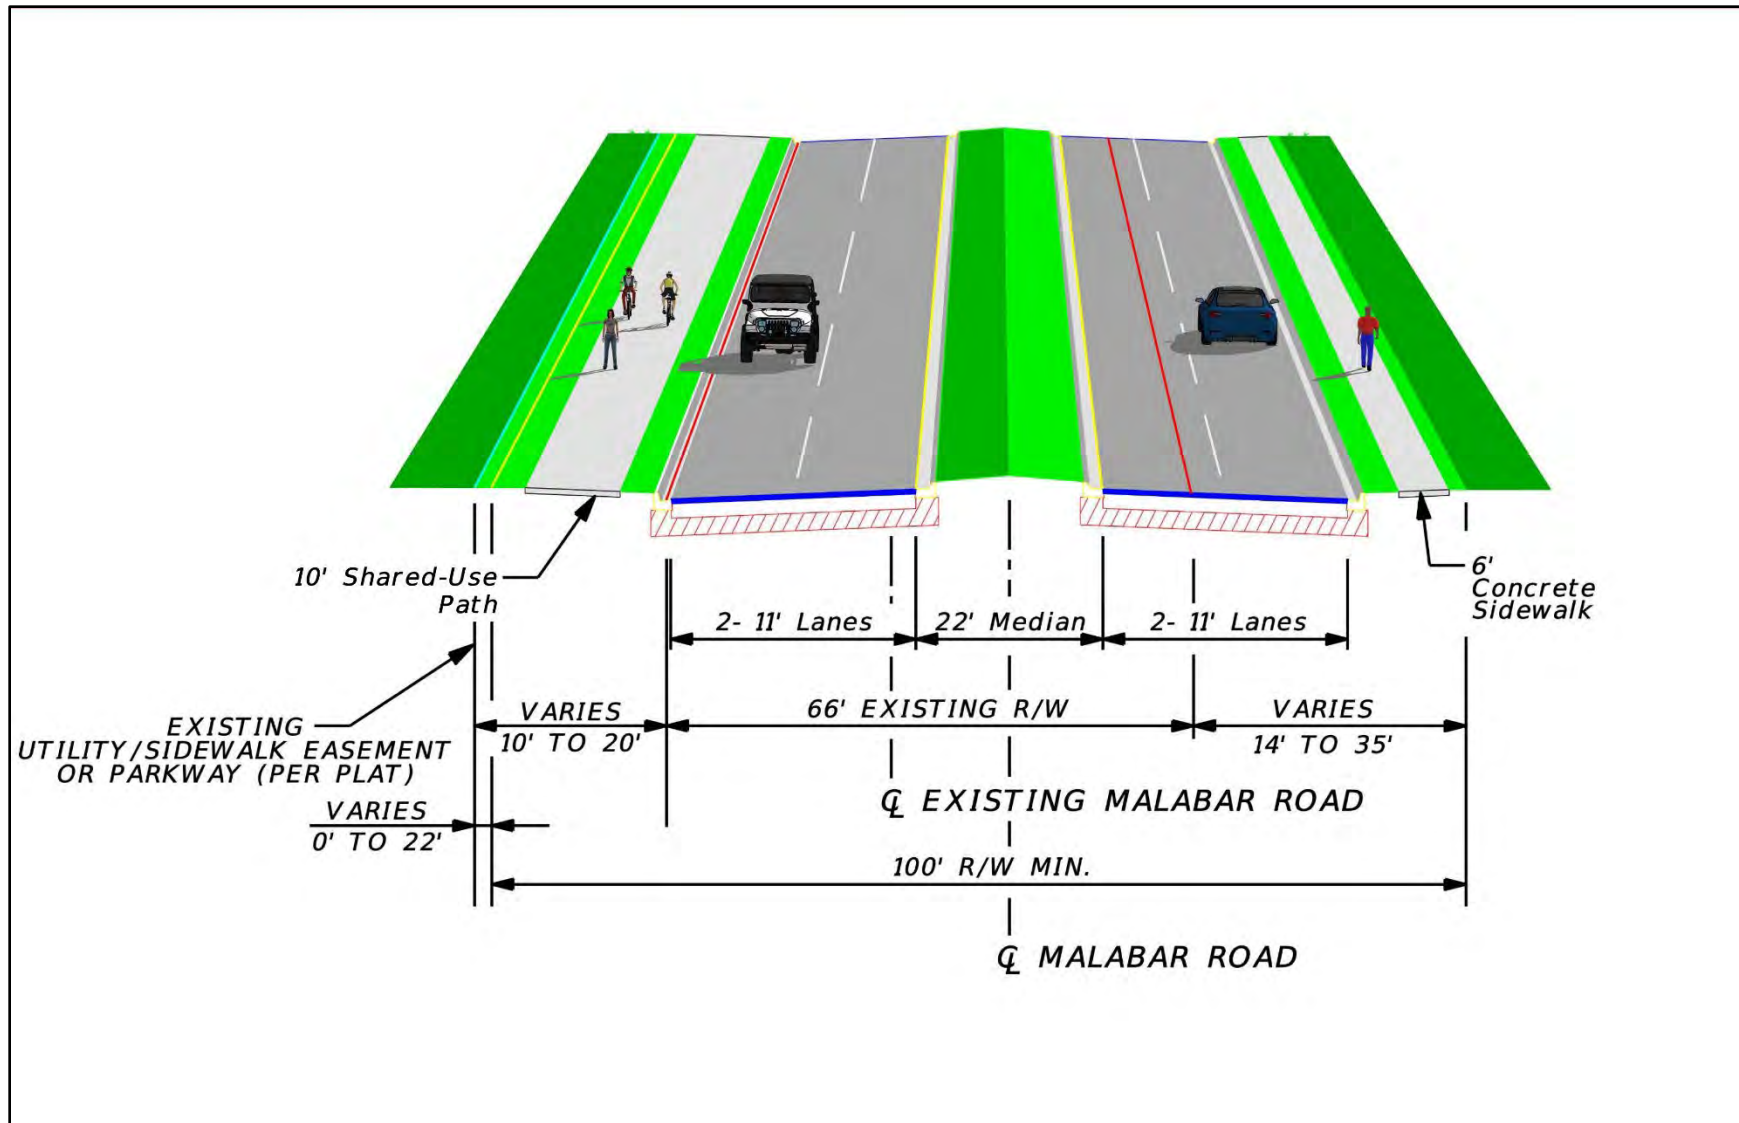 10' Shared-Use
Path
6'
Concrete
Sidewalk
2- 11' Lanes
22' Median
2- 11' Lanes
EXISTING
UTILITY/SIDEWALK EASEMENT
OR PARKWAY (PER PLAT)
VARIES
10' TO 20'
66' EXISTING R/W
VARIES
14' TO 35'
VARIES
0' TO 22'
℄ EXISTING MALABAR ROAD
100' R/W MIN.
℄ MALABAR ROAD